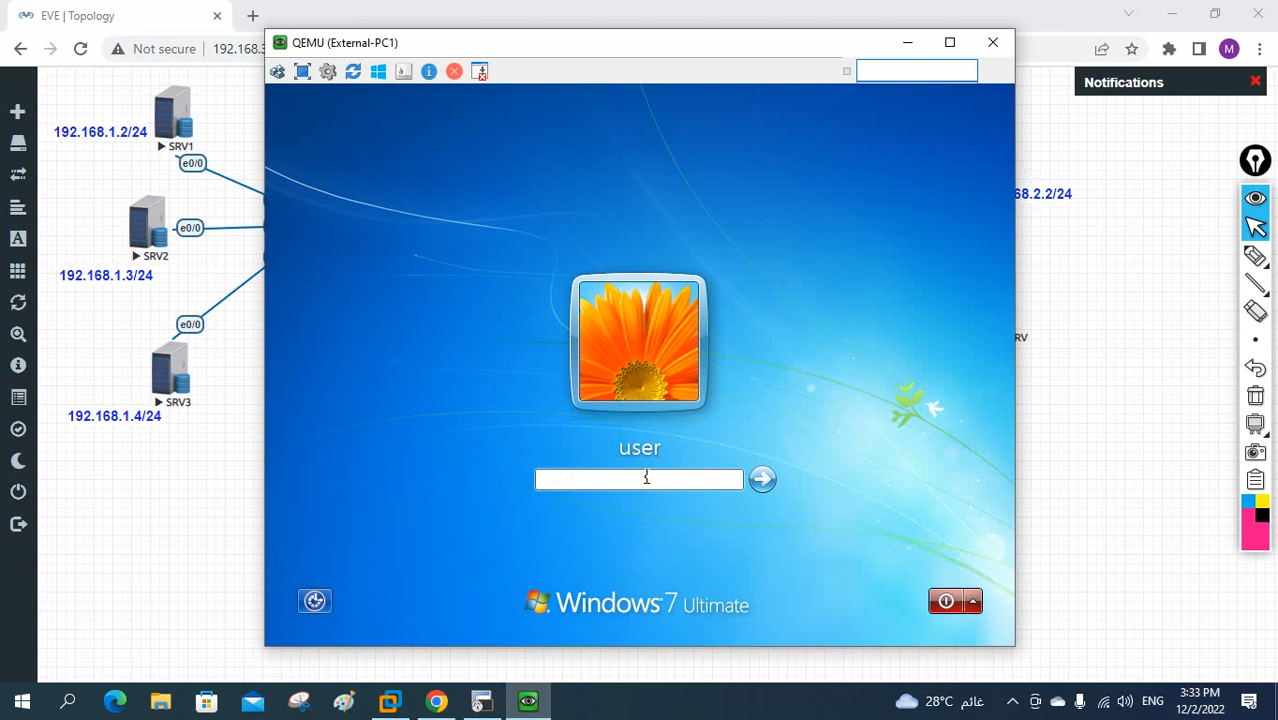 EVE | Topology
QEMU (External-PC1)
Not secure
192.168.3
a
Notifications
192.168.1.2/24
SRV1
e0/0
168.2.2/24
SRV2
e0/0
192.168.1.3/24
e0/0
RV
SRV3
192.168.1.4/24
user
Windows 7 Ultimate
M
28°C غائم
ENG
3:33 PM
12/2/2022